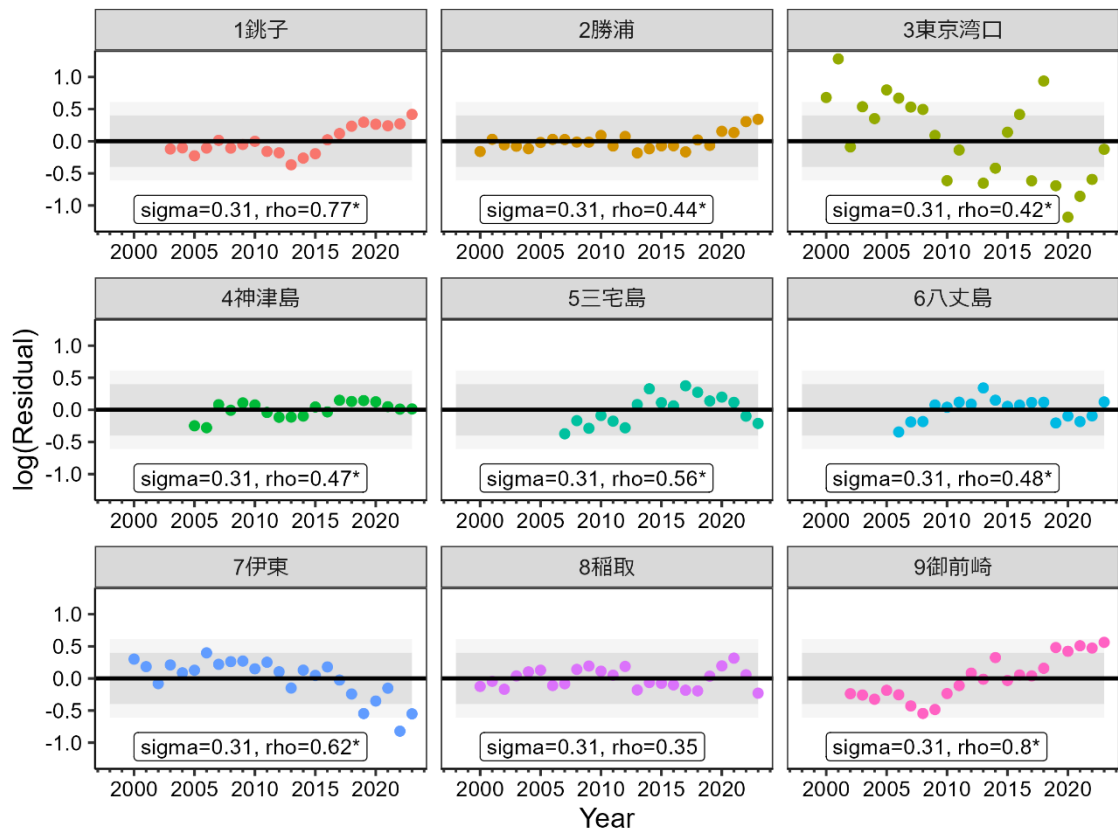 1銚子
2勝浦
3東京湾口
1.0
0.5
0.0
-0.5
-1.0
sigma=0.31, rho=0.77*
sigma=0.31, rho=0.44*
sigma=0.31, rho=0.42*
2000 2005 2010 2015 2020
2000 2005 2010 2015 2020
2000 2005 2010 2015 2020
4神津島
5三宅島
6八丈島
log(Residual)
1.0
0.5
0.0
-0.5
-1.0
sigma=0.31, rho=0.47*
sigma=0.31, rho=0.56*
sigma=0.31, rho=0.48*
2000 2005 2010 2015 2020
2000 2005 2010 2015 2020
2000 2005 2010 2015 2020
7伊東
8稲取
9御前崎
1.0
0.5
0.0
-0.5
-1.0
sigma=0.31, rho=0.62*
sigma=0.31, rho=0.35
sigma=0.31, rho=0.8*
2000 2005 2010 2015 2020
2000 2005 2010 2015 2020
2000 2005 2010 2015 2020
Year